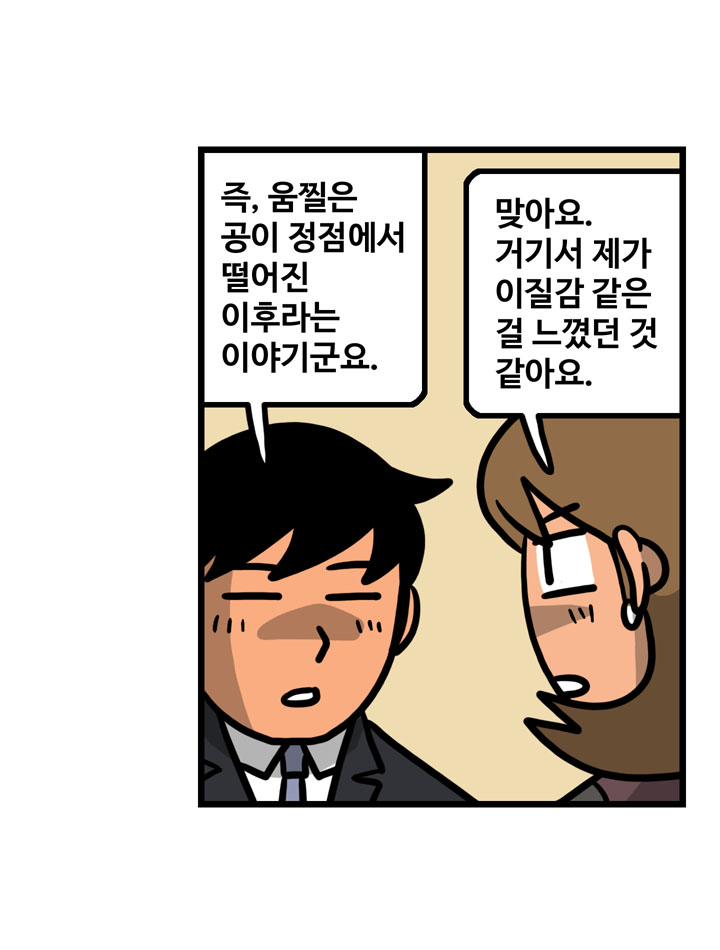 즉, 움찔은
공이 정점에서
떨어진
이후라는
이야기군요.
맞아요.
거기서 제가
이질감 같은
걸 느꼈던 것
같아요.